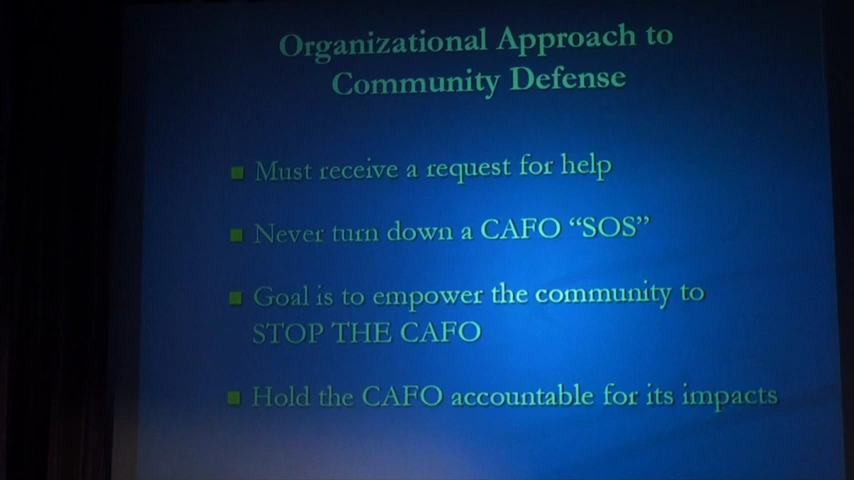 Organizational Approach to
Community Defense
Must receive a request for help
Never turn down a CAFO “SOS”
Goal is to empower the community to
STOP THE CAFO
Hold the CAFO accountable for its impacts